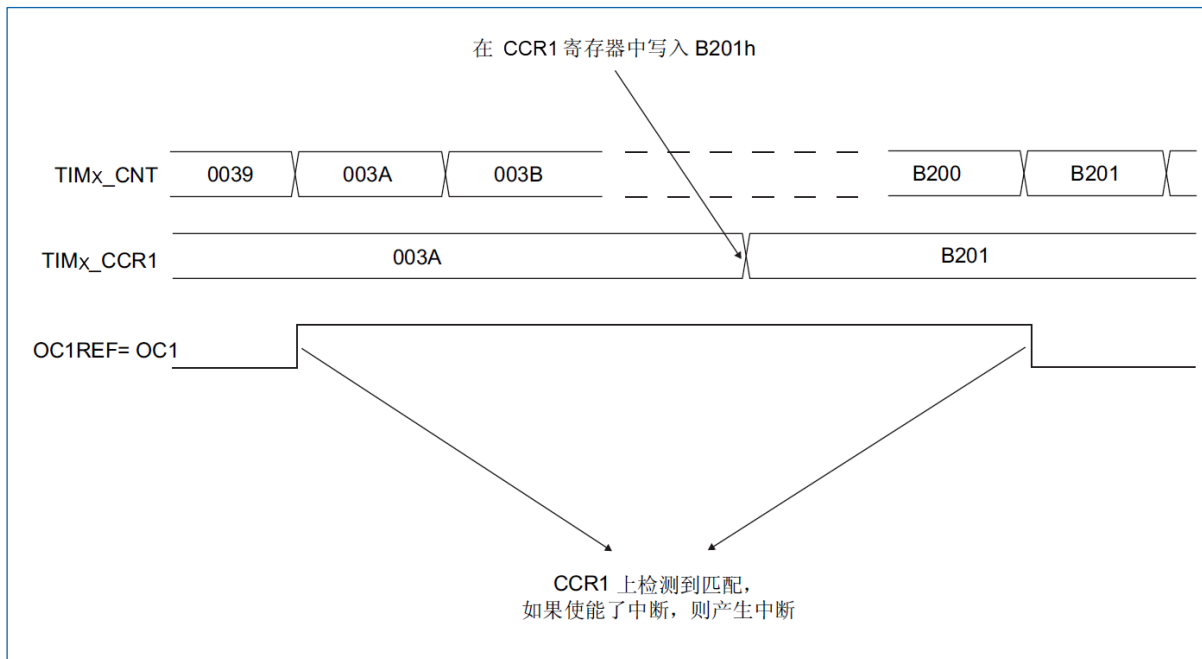 在 CCR1 寄存器中写入 B201h
TIMx_CNT 0039 003A 003B B200 B201
TIMx_CCR1 003A B201
OC1REF= OC1
CCR1 上检测到匹配，
如果使能了中断，则产生中断